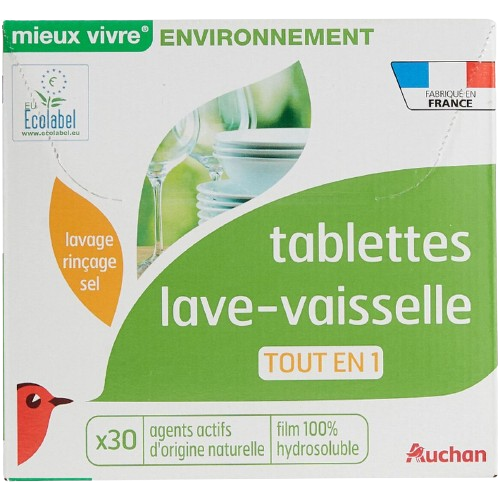 mieux vivre® ENVIRONNEMENT
EU
Ecolabel
www.ecolabel.eu
FABRIQUÉ EN
FRANCE
lavage
rinçage
sel
tablettes
lave-vaisselle
TOUT EN 1
x30
agents actifs
d'origine naturelle
film 100%
hydrosoluble
Auchan